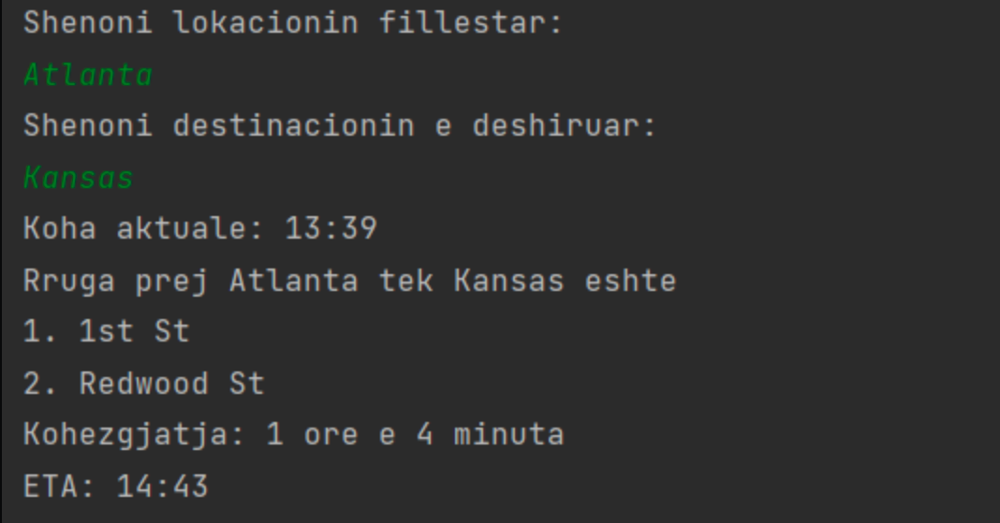 Shenoni lokacionin fillestar:
Atlanta
Shenoni destinacionin e deshiruar:
Kansas
Koha aktuale: 13:39
Rruga prej Atlanta tek Kansas eshte
1. 1st St
2. Redwood St
Kohezgjatja: 1 ore e 4 minuta
ETA: 14:43